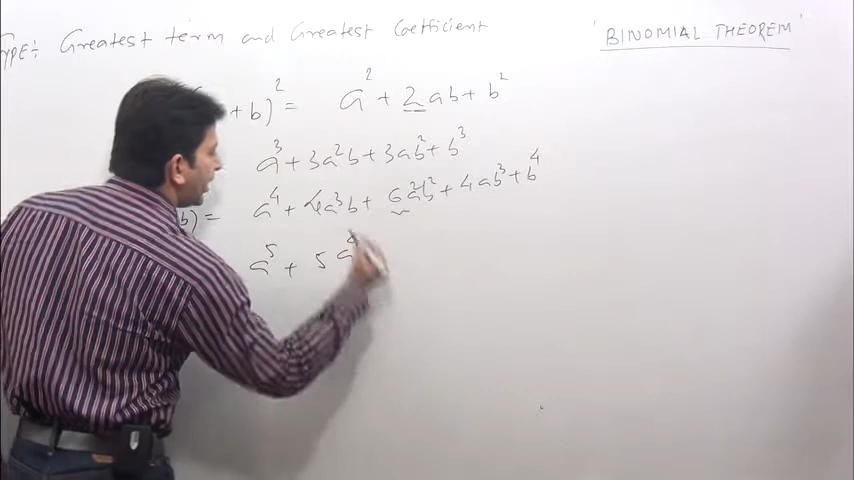 TYPE:- Greatest term and Greatest Coefficient
' BINOMIAL THEOREM '
+b)² = a² + 2ab + b²
a³ + 3a²b + 3ab² + b³
b) = a⁴ + 4a³b + 6a²b² + 4ab³ + b⁴
a⁵ + 5a